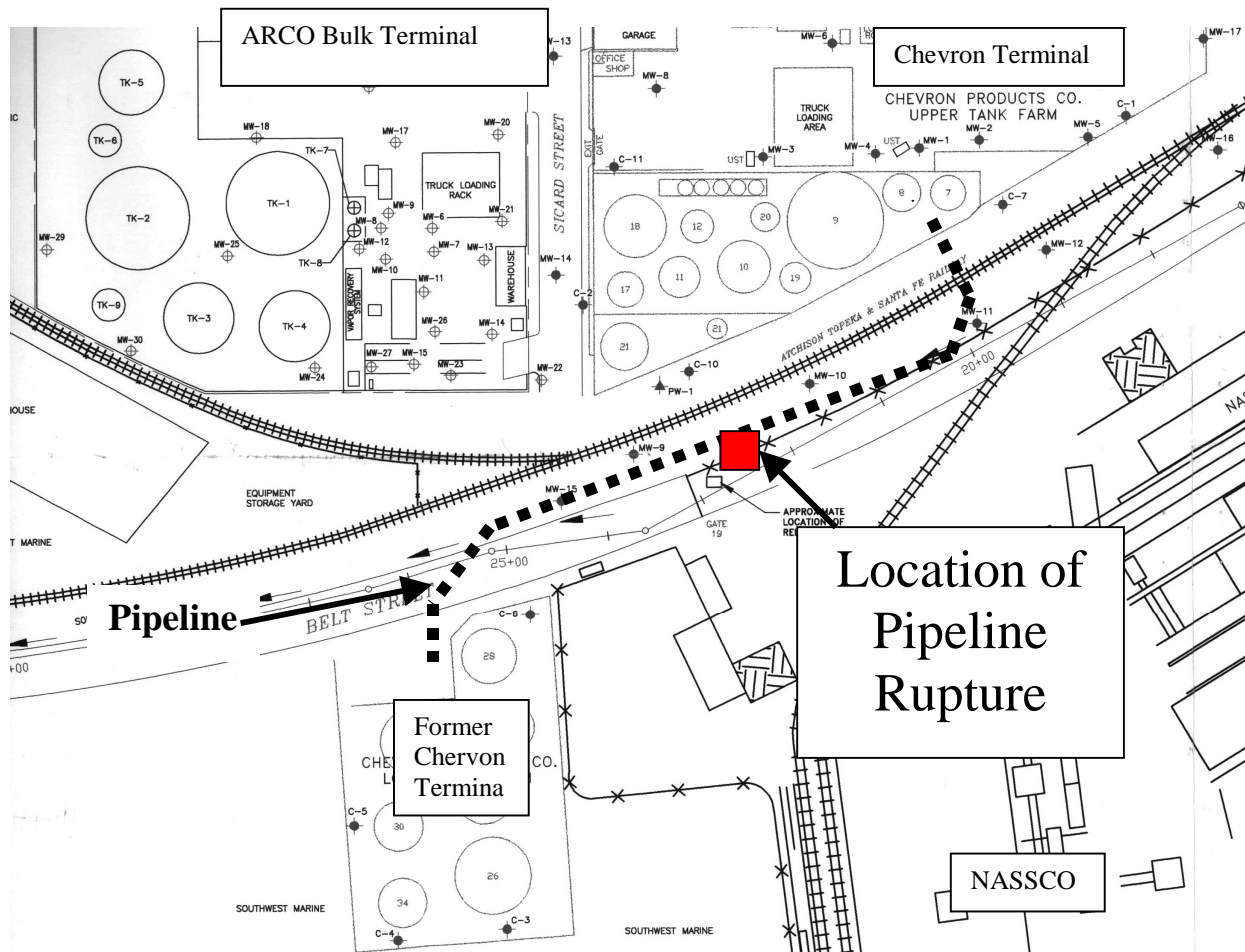 ARCO Bulk Terminal
Chevron Terminal
MW-13
GARAGE
OFFICE
SHOP
MW-8
MW-6
MW-17
CHEVRON PRODUCTS CO.
UPPER TANK FARM
TRUCK
LOADING
AREA
C-1
MW-5
MW-2
MW-1
UST
MW-4
MW-3
UST
MW-16
TK-5
TK-6
MW-18
MW-17
MW-20
TK-7
TRUCK LOADING
RACK
SICARD STREET
EXIT
GATE
C-11
TK-2
TK-1
MW-9
MW-8
MW-6
MW-21
MW-29
MW-25
MW-12
MW-7
MW-13
TK-8
MW-10
MW-11
WAREHOUSE
MW-14
C-2
VAPOR RECOVERY
SYSTEM
TK-9
TK-3
TK-4
MW-26
MW-14
MW-30
MW-24
MW-27
MW-15
MW-23
MW-22
18
12
20
9
8
7
C-7
17
11
10
19
21
21
MW-12
MW-11
ATCHISON TOPEKA & SANTA FE RAILWAY
C-10
PW-1
MW-10
20+00
MW-9
MW-15
EQUIPMENT
STORAGE YARD
APPROXIMATE
LOCATION OF
GATE
19
25+00
Location of
Pipeline
Rupture
Pipeline
BELT STREET
+00
C-6
28
Former
Chervon
Termina
CO.
C-5
30
26
34
C-4
C-3
SOUTHWEST MARINE
SOUTHWEST MARINE
NASSCO